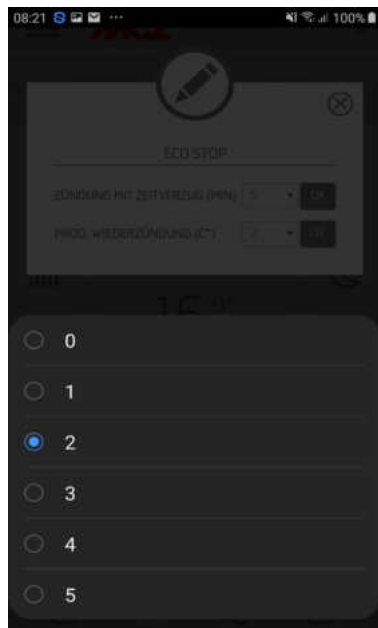 08:21
100%
MCZ
ECO STOP
ZÜNDUNG MIT ZEITVERZUG (MIN) 5 OK
PROG. WIEDERZÜNDUNG (C°) 2 OK
0
1
2
3
4
5